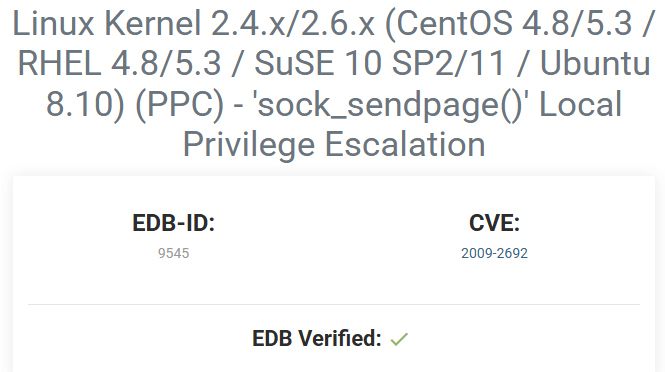 Linux Kernel 2.4.x/2.6.x (CentOS 4.8/5.3 /
RHEL 4.8/5.3 / SuSE 10 SP2/11 / Ubuntu
8.10) (PPC) - 'sock_sendpage()' Local
Privilege Escalation
EDB-ID:
9545
CVE:
2009-2692
EDB Verified: